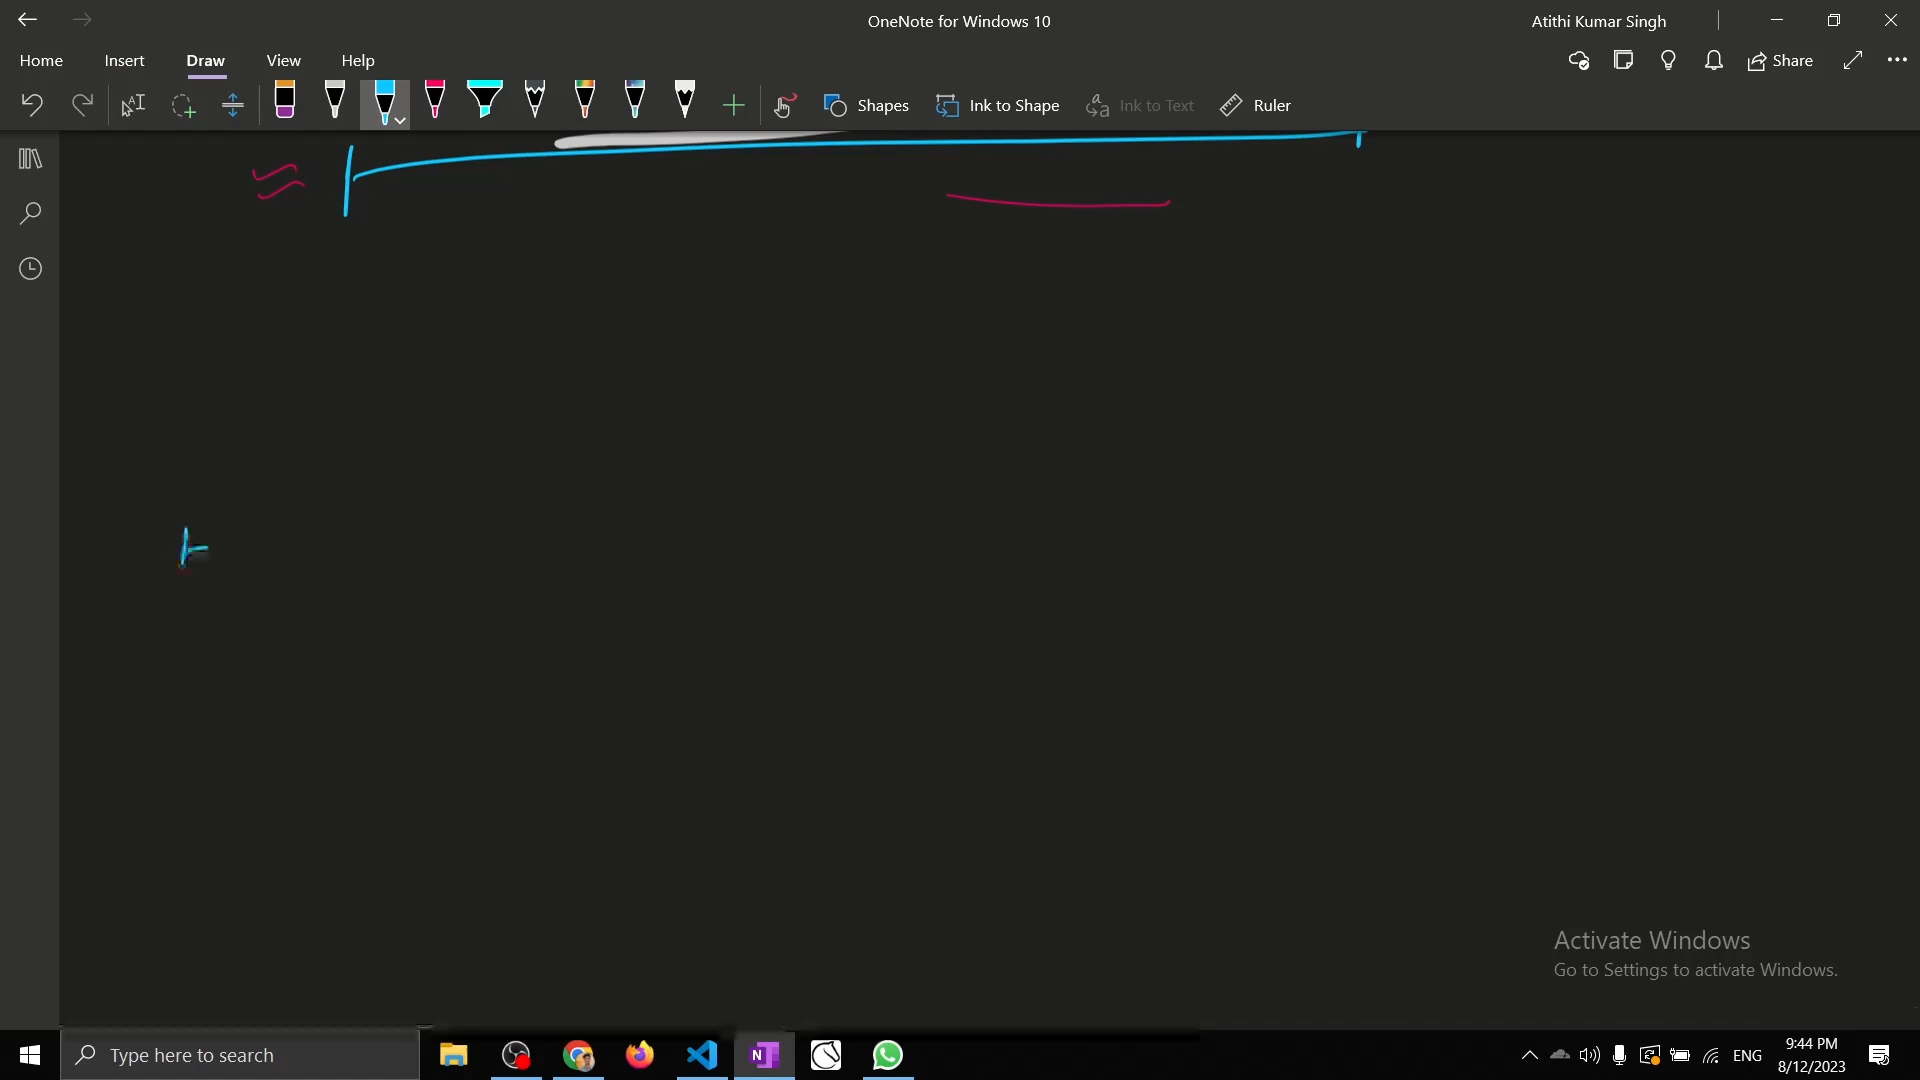 OneNote for Windows 10
Atithi Kumar Singh
Home Insert Draw View Help
Share
Shapes Ink to Shape Ink to Text Ruler
Activate Windows
Go to Settings to activate Windows.
Type here to search
N
ENG
9:44 PM
8/12/2023